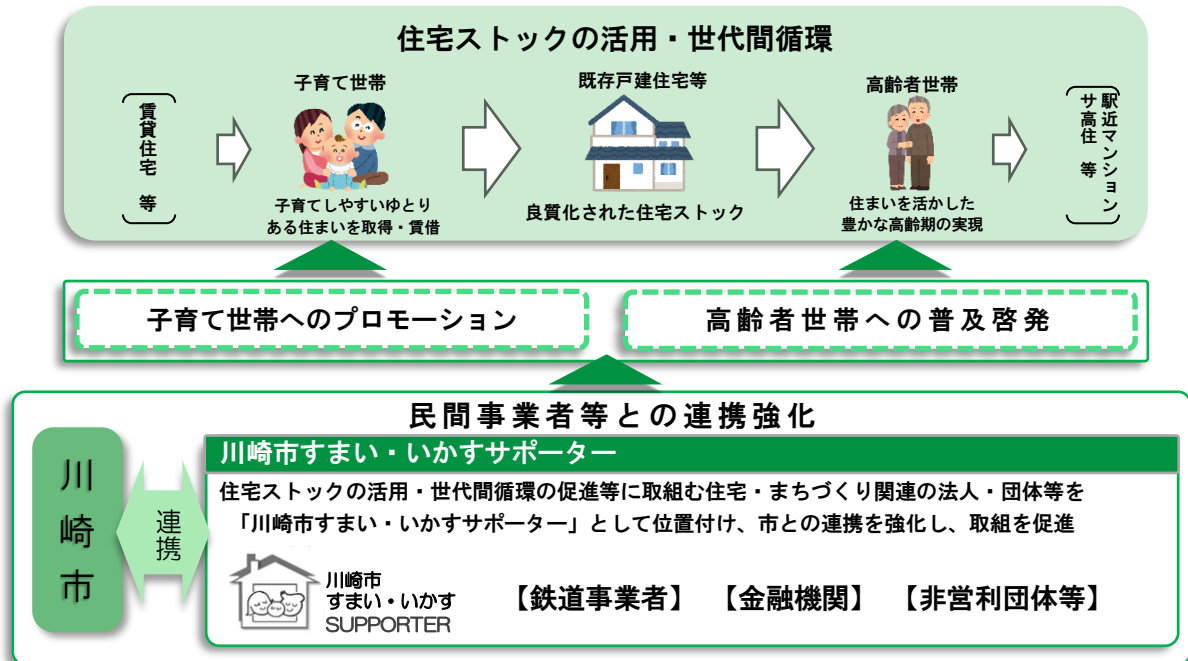 住宅ストックの活用・世代間循環
賃貸住宅 等
子育て世帯
子育てしやすいゆとり
ある住まいを取得・賃借
既存戸建住宅等
良質化された住宅ストック
高齢者世帯
住まいを活かした
豊かな高齢期の実現
駅近マンション
サ高住 等
子育て世帯へのプロモーション
高齢者世帯への普及啓発
民間事業者等との連携強化
川崎市
連携
川崎市すまい・いかすサポーター
住宅ストックの活用・世代間循環の促進等に取組む住宅・まちづくり関連の法人・団体等を
「川崎市すまい・いかすサポーター」として位置付け、市との連携を強化し、取組を促進
川崎市
すまい・いかす
SUPPORTER
【鉄道事業者】 【金融機関】 【非営利団体等】